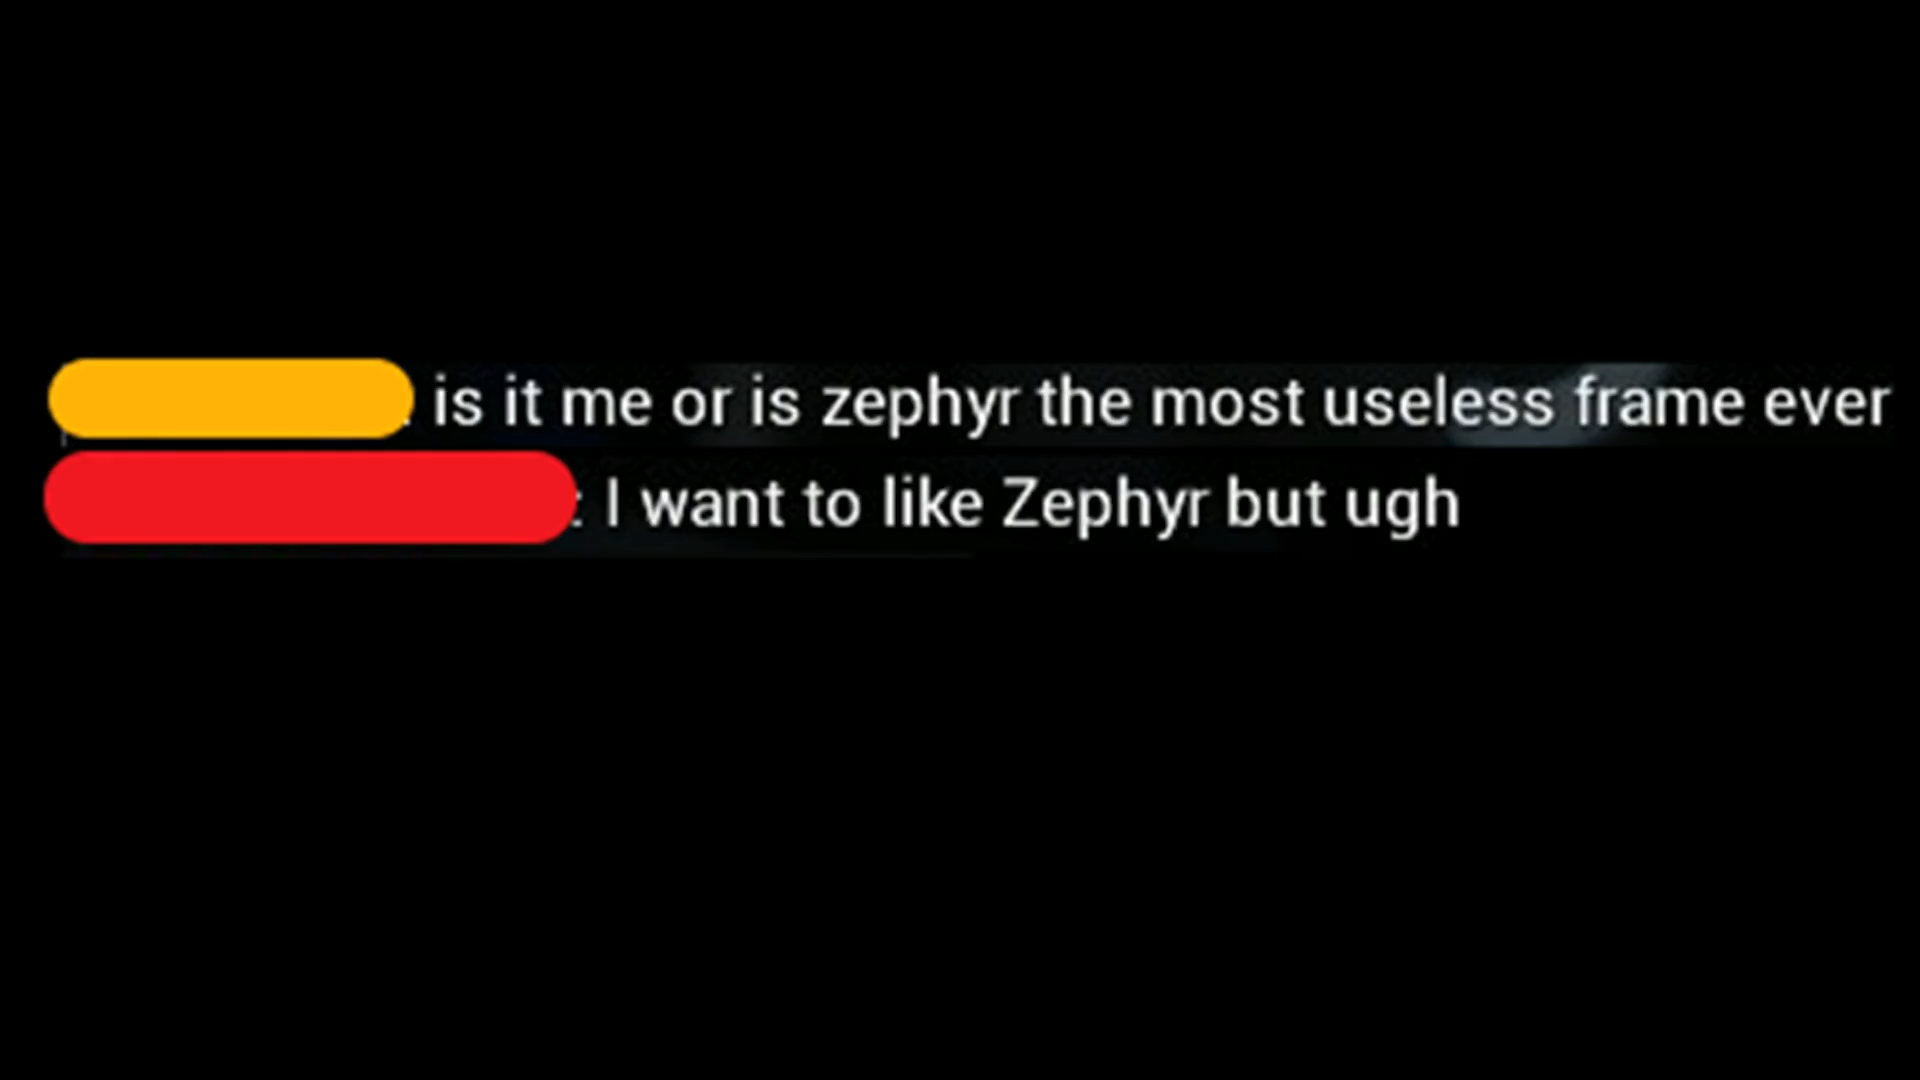 : is it me or is zephyr the most useless frame ever
: I want to like Zephyr but ugh